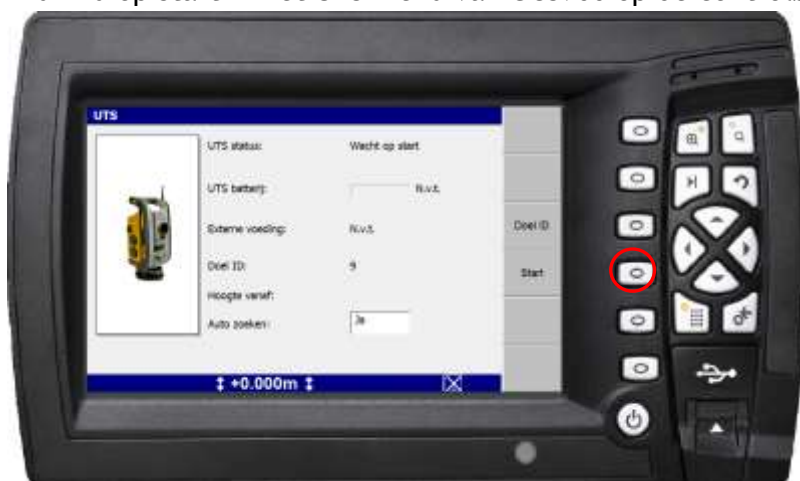 UTS
UTS status: Wacht op start
UTS batterij: N.v.t.
Externe voeding: N.v.t.
Doel ID
Doel ID: 9
Start
Hoogte vanaf:
Auto zoeken: Ja
+0.000m